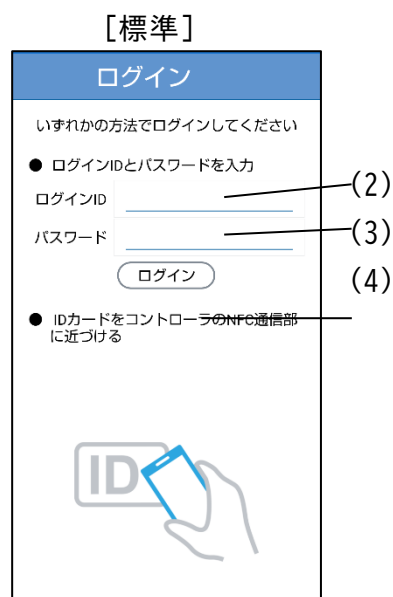 [標準]
ログイン
いずれかの方法でログインしてください
● ログインIDとパスワードを入力
ログインID
(2)
パスワード
(3)
ログイン
(4)
● IDカードをコントローラのNFC通信部
に近づける
ID